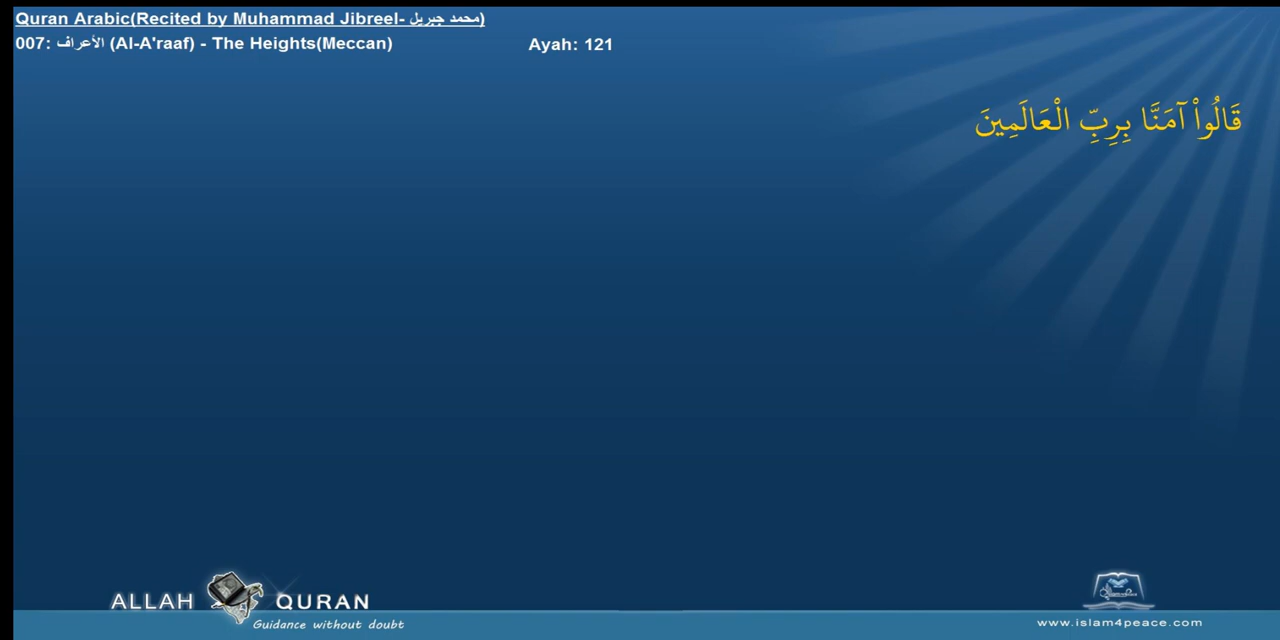 Quran Arabic(Recited by Muhammad Jibreel- محمد جبريل)
007: الأعراف (Al-A'raaf) - The Heights(Meccan) Ayah: 121
قَالُواْ آمَنَّا بِرِبِّ الْعَالَمِينَ
ALLAH QURAN
Guidance without doubt
www.islam4peace.com